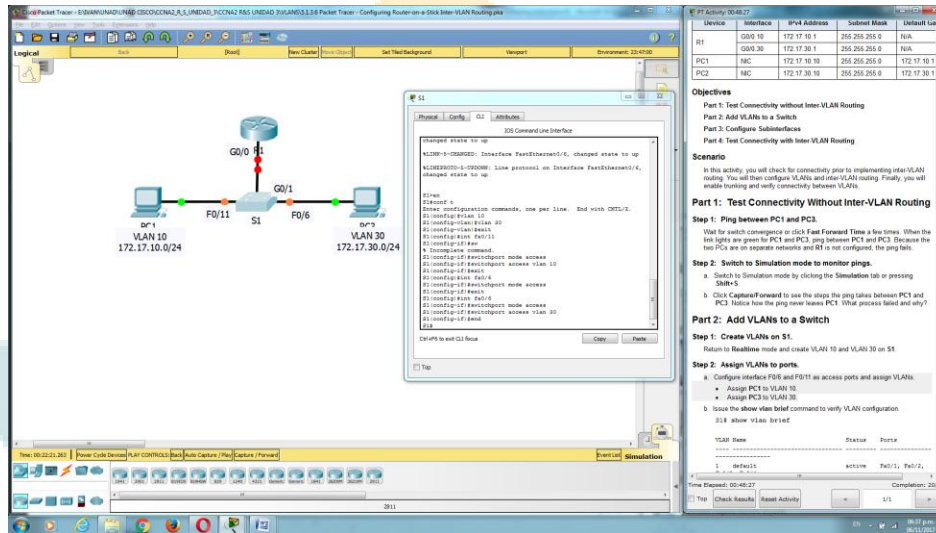 Cisco Packet Tracer - E:\IVAN\UNAD\UNAD CISCO\CCNA2_R_S_UNIDAD_3\CCNA2 R&S UNIDAD 3\VLANS\5.1.3.6 Packet Tracer - Configuring Router-on-a-Stick Inter-VLAN Routing.pka
File Edit Options View Tools Extensions Help
Logical
Back
[Root]
New Cluster
Move Object
Set Tiled Background
Viewport
Environment: 23:47:00
G0/0 R1
G0/1
F0/11
S1
F0/6
PC1
VLAN 10
172.17.10.0/24
VLAN 30
172.17.30.0/24
S1
Physical Config CLI Attributes
IOS Command Line Interface
changed state to up
%LINK-5-CHANGED: Interface FastEthernet0/6, changed state to up
%LINEPROTO-5-UPDOWN: Line protocol on Interface FastEthernet0/6,
changed state to up
S1>en
S1#conf t
Enter configuration commands, one per line. End with CNTL/Z.
S1(config)#vlan 10
S1(config-vlan)#vlan 30
S1(config-vlan)#exit
S1(config)#int fa0/11
S1(config-if)#sw
% Incomplete command.
S1(config-if)#switchport mode access
S1(config-if)#switchport access vlan 10
S1(config-if)#exit
S1(config)#int fa0/6
S1(config-if)#switchport mode access
S1(config-if)#exit
S1(config)#int fa0/6
S1(config-if)#switchport mode access
S1(config-if)#switchport access vlan 30
S1(config-if)#end
S1#
Ctrl+F6 to exit CLI focus
Copy
Paste
Top
Time: 00:22:21.263
Power Cycle Devices
PLAY CONTROLS:
Back
Auto Capture / Play
Capture / Forward
Event List
Simulation
2811
PT Activity: 00:48:27
Device Interface IPv4 Address Subnet Mask Default Ga
R1 G0/0.10 172.17.10.1 255.255.255.0 N/A
G0/0.30 172.17.30.1 255.255.255.0 N/A
PC1 NIC 172.17.10.10 255.255.255.0 172.17.10.1
PC2 NIC 172.17.30.10 255.255.255.0 172.17.30.1
Objectives
Part 1: Test Connectivity without Inter-VLAN Routing
Part 2: Add VLANs to a Switch
Part 3: Configure Subinterfaces
Part 4: Test Connectivity with Inter-VLAN Routing
Scenario
In this activity, you will check for connectivity prior to implementing inter-VLAN
routing. You will then configure VLANs and inter-VLAN routing. Finally, you will
enable trunking and verify connectivity between VLANs.
Part 1: Test Connectivity Without Inter-VLAN Routing
Step 1: Ping between PC1 and PC3.
Wait for switch convergence or click Fast Forward Time a few times. When the
link lights are green for PC1 and PC3, ping between PC1 and PC3. Because the
two PCs are on separate networks and R1 is not configured, the ping fails.
Step 2: Switch to Simulation mode to monitor pings.
a. Switch to Simulation mode by clicking the Simulation tab or pressing
Shift+S.
b. Click Capture/Forward to see the steps the ping takes between PC1 and
PC3. Notice how the ping never leaves PC1. What process failed and why?
Part 2: Add VLANs to a Switch
Step 1: Create VLANs on S1.
Return to Realtime mode and create VLAN 10 and VLAN 30 on S1.
Step 2: Assign VLANs to ports.
a. Configure interface F0/6 and F0/11 as access ports and assign VLANs.
• Assign PC1 to VLAN 10.
• Assign PC3 to VLAN 30.
b. Issue the show vlan brief command to verify VLAN configuration.
S1# show vlan brief
VLAN Name Status Ports
1 default active Fa0/1, Fa0/2,
Time Elapsed: 00:48:27
Completion: 20
Top
Check Results
Reset Activity
<
1/1
>
EN
06:37 p.m.
06/11/2017